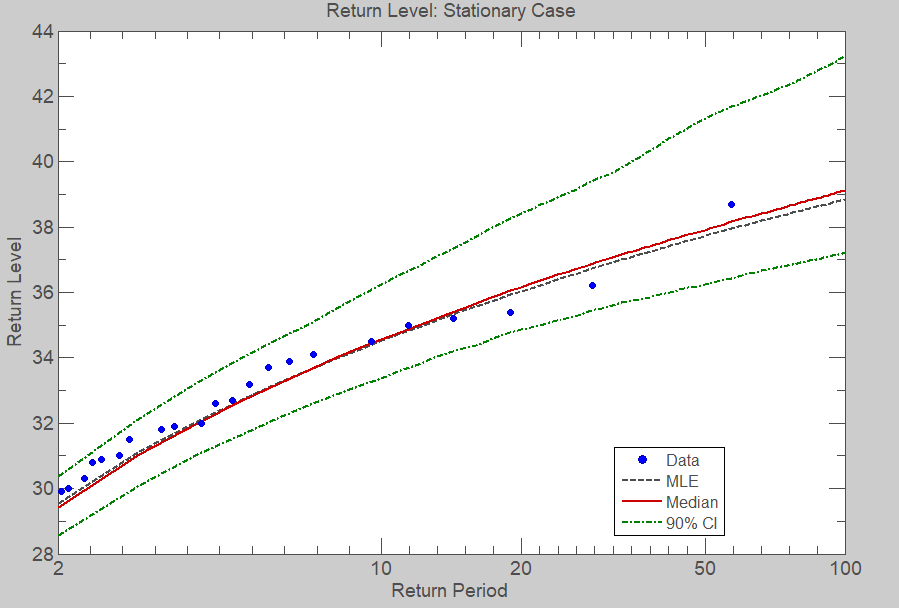 Return Level: Stationary Case
44
42
40
38
36
34
32
30
28
Return Level
2
10
20
50
100
Return Period
Data
MLE
Median
90% CI